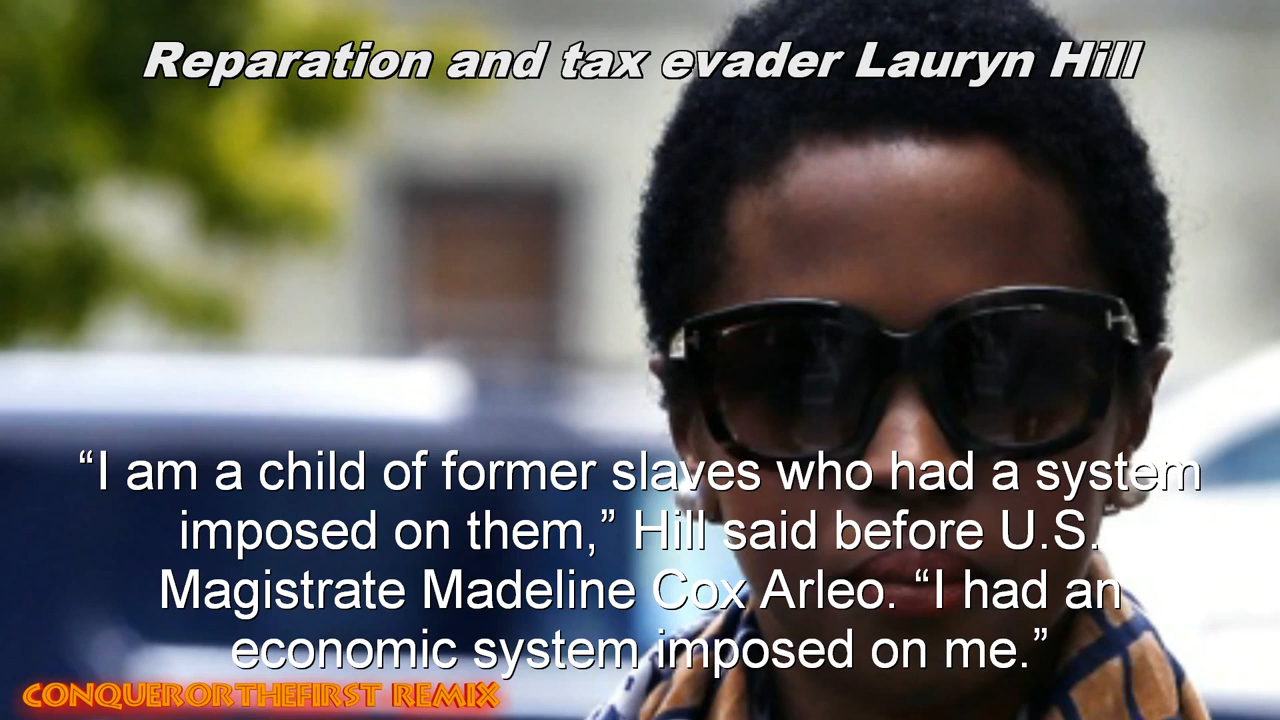 Reparation and tax evader Lauryn Hill
“I am a child of former slaves who had a system
imposed on them,” Hill said before U.S.
Magistrate Madeline Cox Arleo. “I had an
economic system imposed on me.”
CONQUERORTHEFIRST REMIX